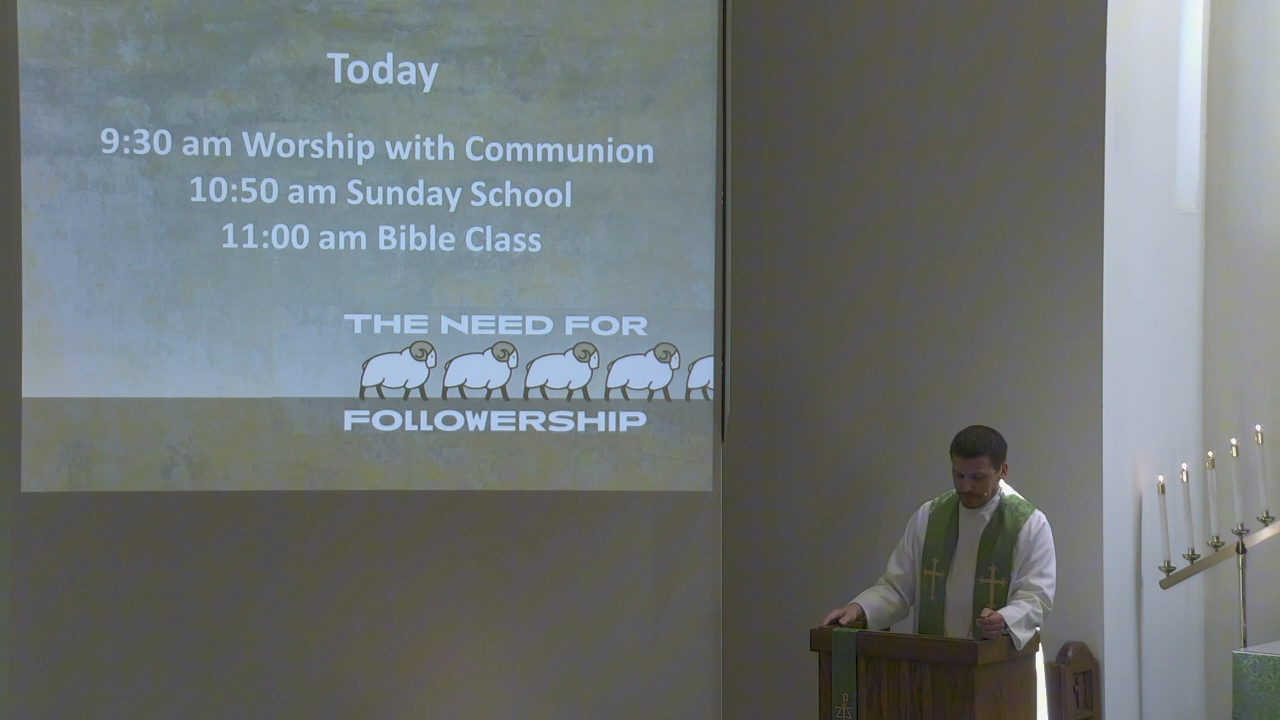 Today
9:30 am Worship with Communion
10:50 am Sunday School
11:00 am Bible Class
THE NEED FOR
FOLLOWERSHIP